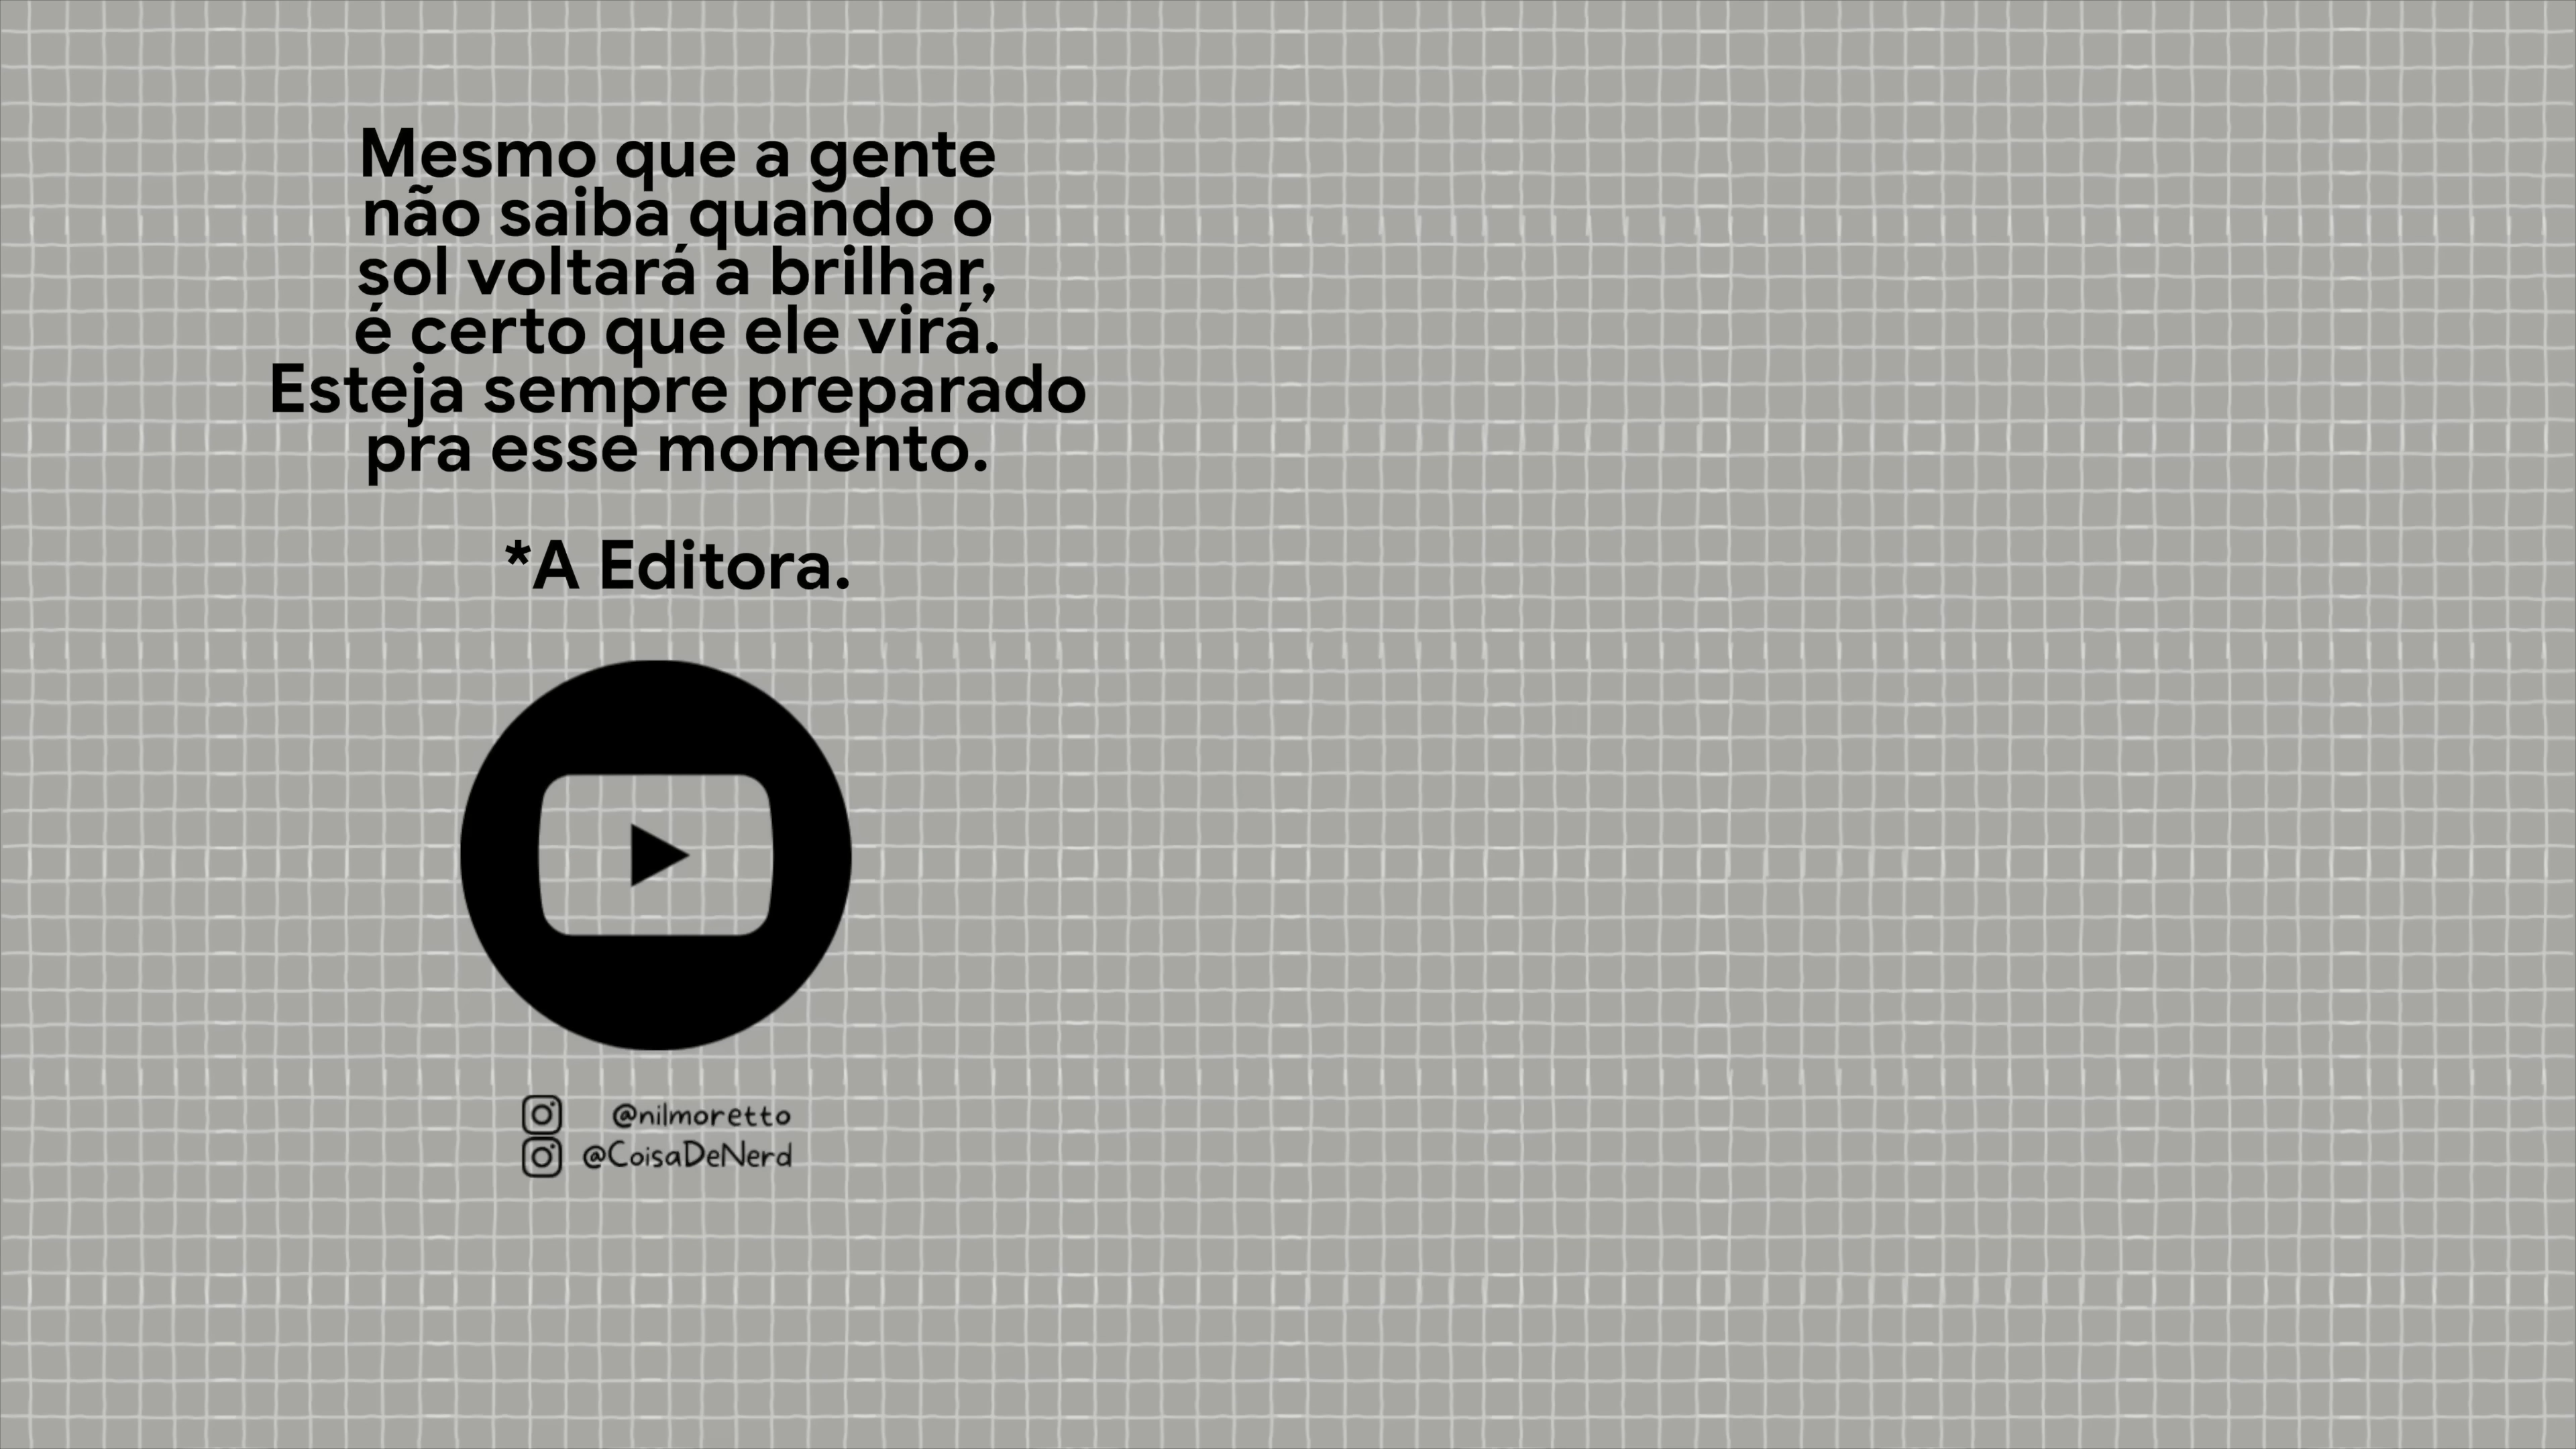 Mesmo que a gente
não saiba quando o
sol voltará a brilhar,
é certo que ele virá.
Esteja sempre preparado
pra esse momento.
*A Editora.
@nilmoretto
@CoisaDeNerd